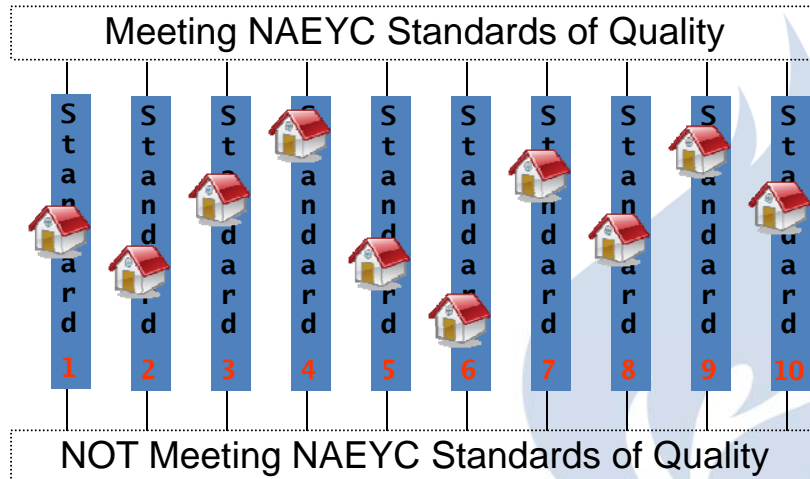 Meeting NAEYC Standards of Quality
Standard 1
Standard 2
Standard 3
Standard 4
Standard 5
Standard 6
Standard 7
Standard 8
Standard 9
Standard 10
NOT Meeting NAEYC Standards of Quality